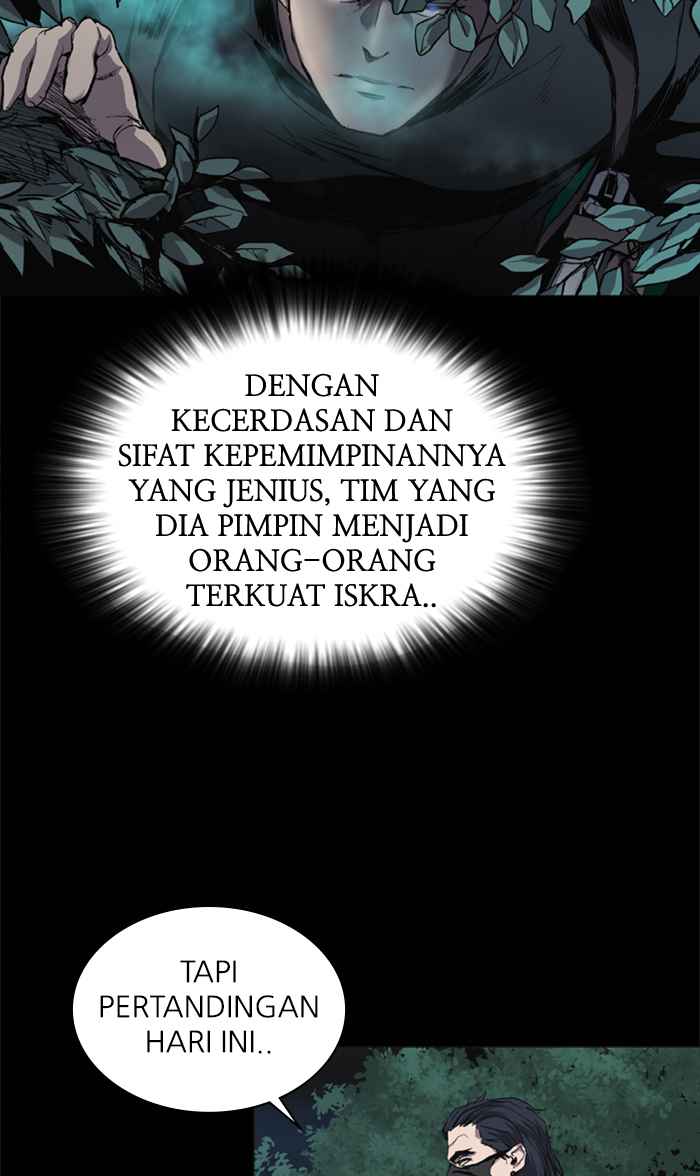 DENGAN
KECERDASAN DAN
SIFAT KEPEMIMPINANNYA
YANG JENIUS, TIM YANG
DIA PIMPIN MENJADI
ORANG-ORANG
TERKUAT ISKRA..
TAPI
PERTANDINGAN
HARI INI..